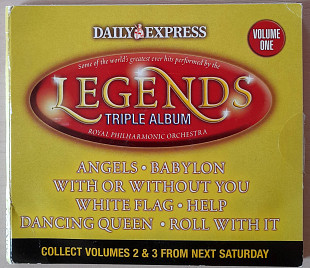 DAILY EXPRESS
VOLUME
ONE
Some of the world's greatest ever hits performed by the
LEGENDS
TRIPLE ALBUM
ROYAL PHILHARMONIC ORCHESTRA
ANGELS • BABYLON
WITH OR WITHOUT YOU
WHITE FLAG • HELP
DANCING QUEEN • ROLL WITH IT
COLLECT VOLUMES 2 & 3 FROM NEXT SATURDAY